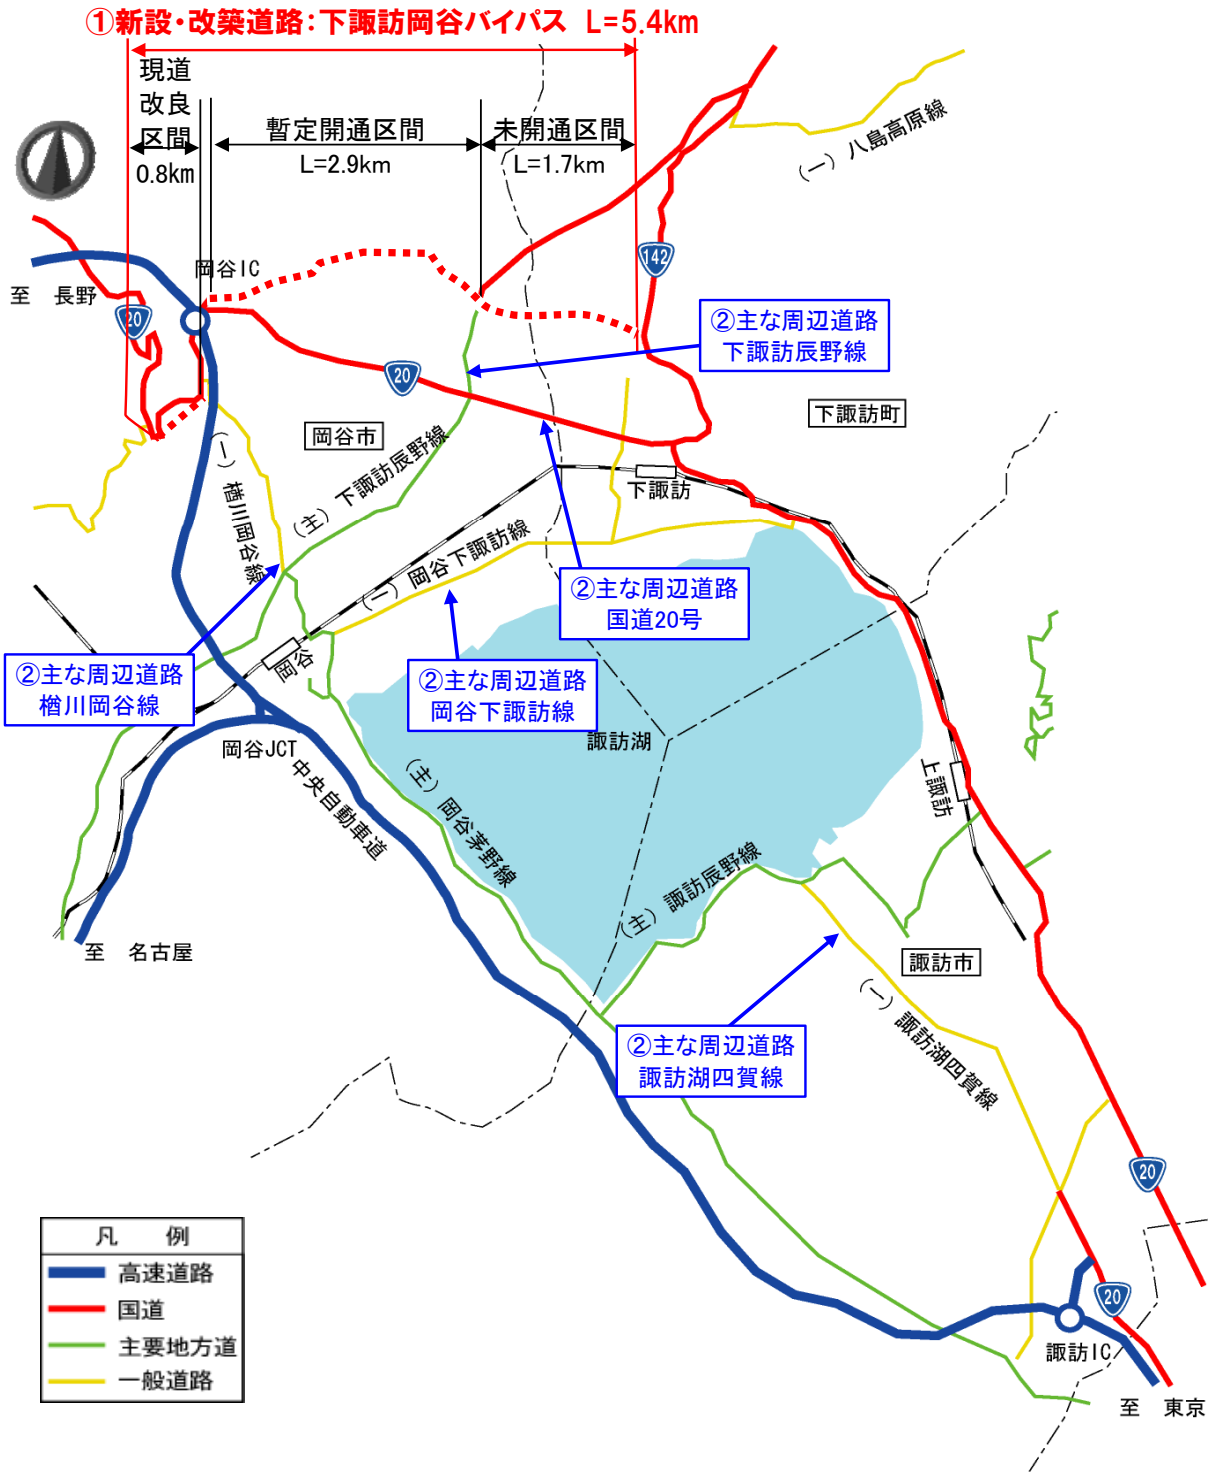 ①新設・改築道路：下諏訪岡谷バイパス L=5.4km
現道
改良
区間
0.8km
暫定開通区間
L=2.9km
未開通区間
L=1.7km
（一）八島高原線
142
岡谷IC
至 長野
20
②主な周辺道路
下諏訪辰野線
20
下諏訪町
岡谷市
（一）楢川岡谷線
（主）下諏訪辰野線
下諏訪
（一）岡谷下諏訪線
②主な周辺道路
国道20号
②主な周辺道路
楢川岡谷線
岡谷
②主な周辺道路
岡谷下諏訪線
諏訪湖
岡谷JCT
中央自動車道
（主）岡谷茅野線
上諏訪
（主）諏訪辰野線
至 名古屋
諏訪市
（一）諏訪湖四賀線
②主な周辺道路
諏訪湖四賀線
20
20
諏訪IC
至 東京
凡 例
高速道路
国道
主要地方道
一般道路